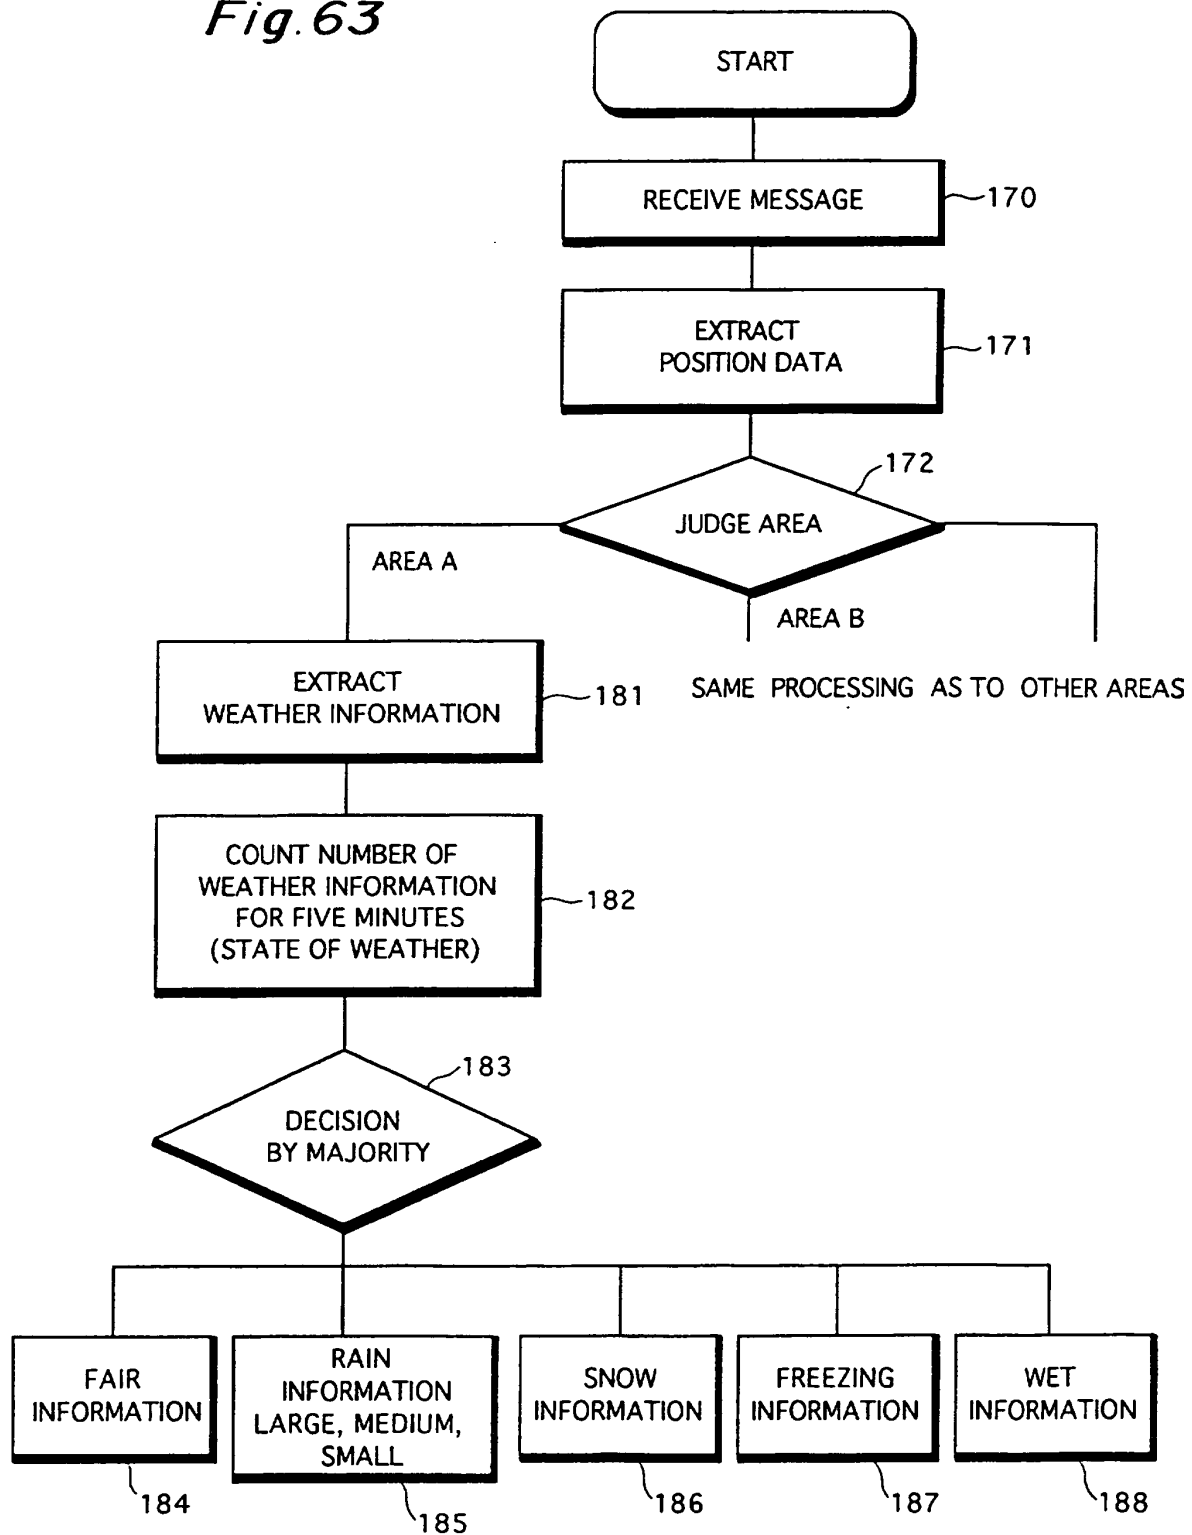 Fig.63
START
RECEIVE MESSAGE
170
EXTRACT
POSITION DATA
171
172
JUDGE AREA
AREA A
AREA B
EXTRACT
WEATHER INFORMATION
181
SAME PROCESSING AS TO OTHER AREAS
COUNT NUMBER OF
WEATHER INFORMATION
FOR FIVE MINUTES
(STATE OF WEATHER)
182
183
DECISION
BY MAJORITY
FAIR
INFORMATION
184
RAIN
INFORMATION
LARGE, MEDIUM,
SMALL
185
SNOW
INFORMATION
186
FREEZING
INFORMATION
187
WET
INFORMATION
188